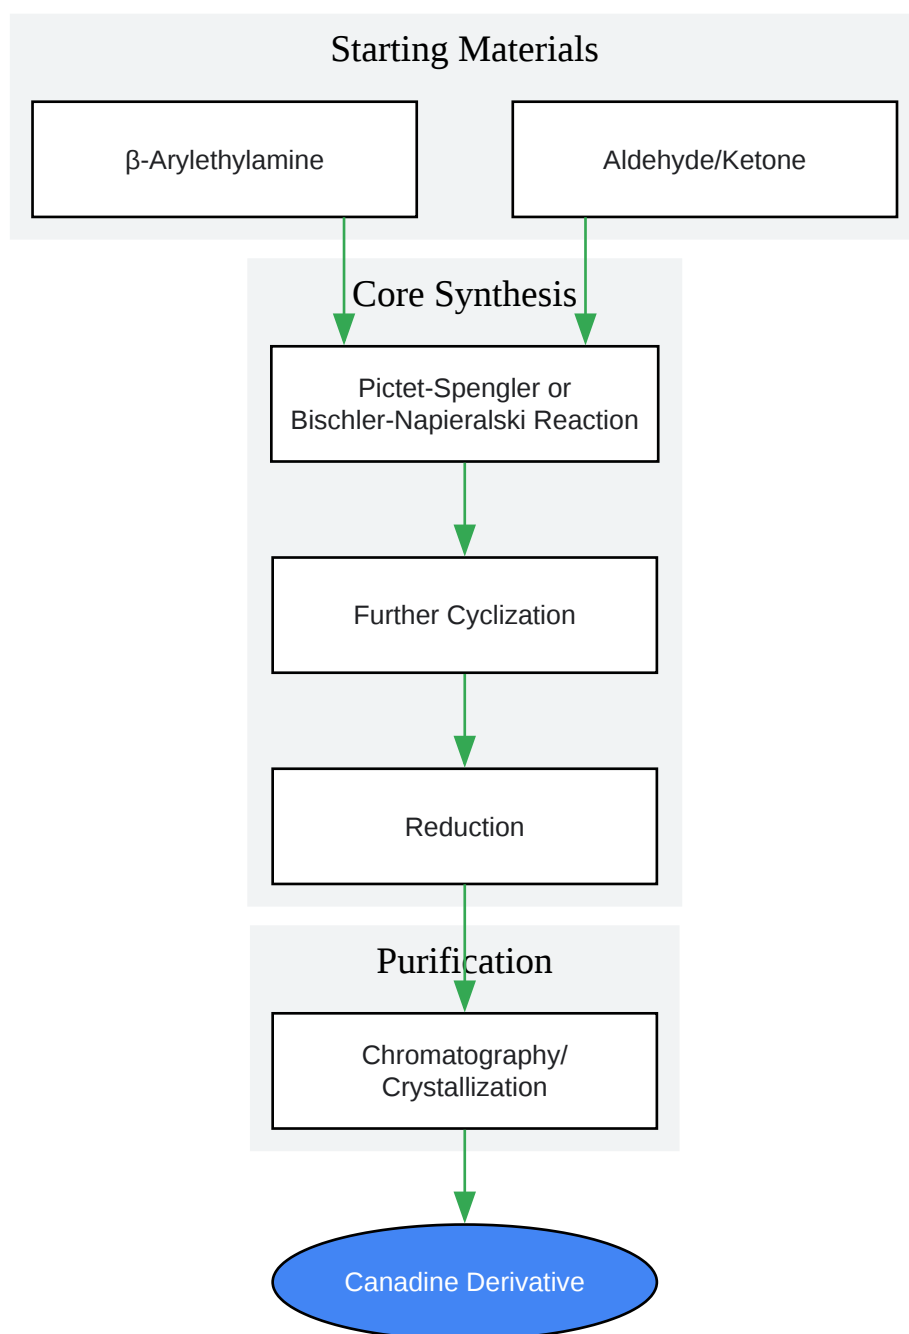 Starting Materials
β-Arylethylamine
Aldehyde/Ketone
Core Synthesis
Pictet-Spengler or
Bischler-Napieralski Reaction
Further Cyclization
Reduction
Purification
Chromatography/
Crystallization
Canadine Derivative